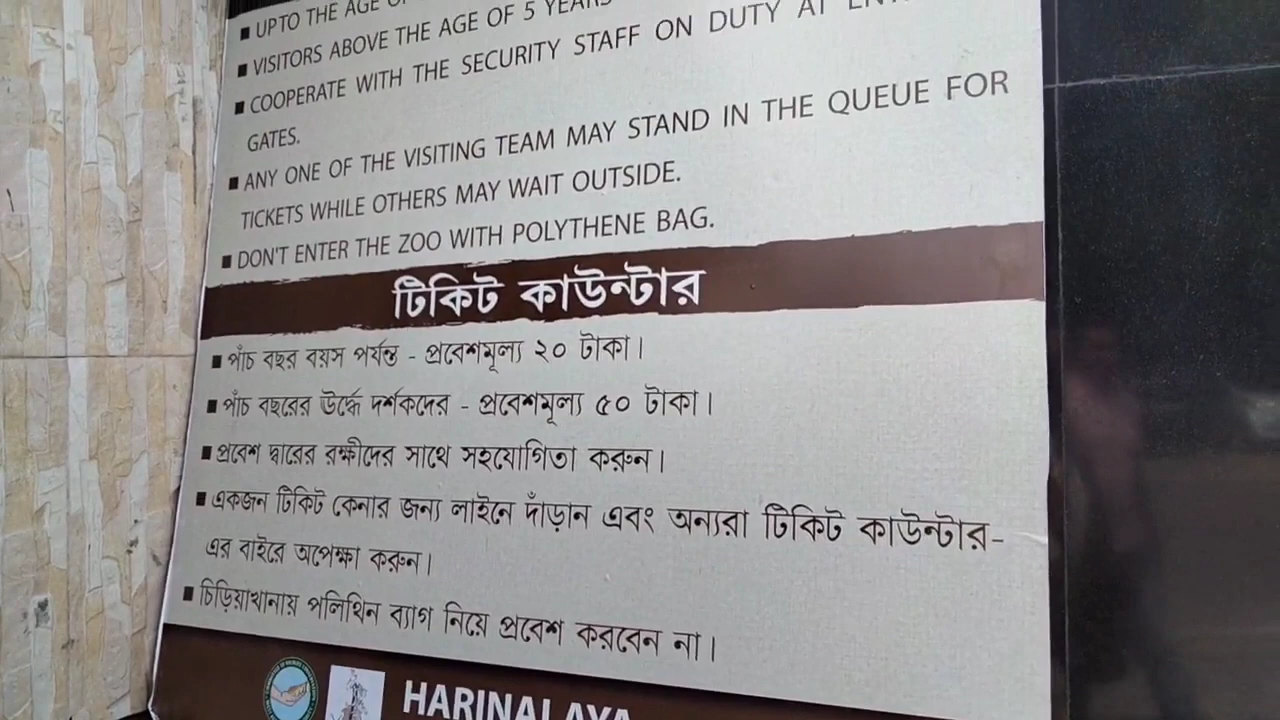 ■ UPTO THE AGE
■ VISITORS ABOVE THE AGE OF 5 YEARS
■ COOPERATE WITH THE SECURITY STAFF ON DUTY AT
GATES.
■ ANY ONE OF THE VISITING TEAM MAY STAND IN THE QUEUE FOR
TICKETS WHILE OTHERS MAY WAIT OUTSIDE.
■ DON'T ENTER THE ZOO WITH POLYTHENE BAG.
টিকিট কাউন্টার
■ পাঁচ বছর বয়স পর্যন্ত - প্রবেশমূল্য ২০ টাকা।
■ পাঁচ বছরের ঊর্দ্ধে দর্শকদের - প্রবেশমূল্য ৫০ টাকা।
■ প্রবেশ দ্বারের রক্ষীদের সাথে সহযোগিতা করুন।
■ একজন টিকিট কেনার জন্য লাইনে দাঁড়ান এবং অন্যরা টিকিট কাউন্টার-
এর বাইরে অপেক্ষা করুন।
■ চিড়িয়াখানায় পলিথিন ব্যাগ নিয়ে প্রবেশ করবেন না।
HARINALAYA